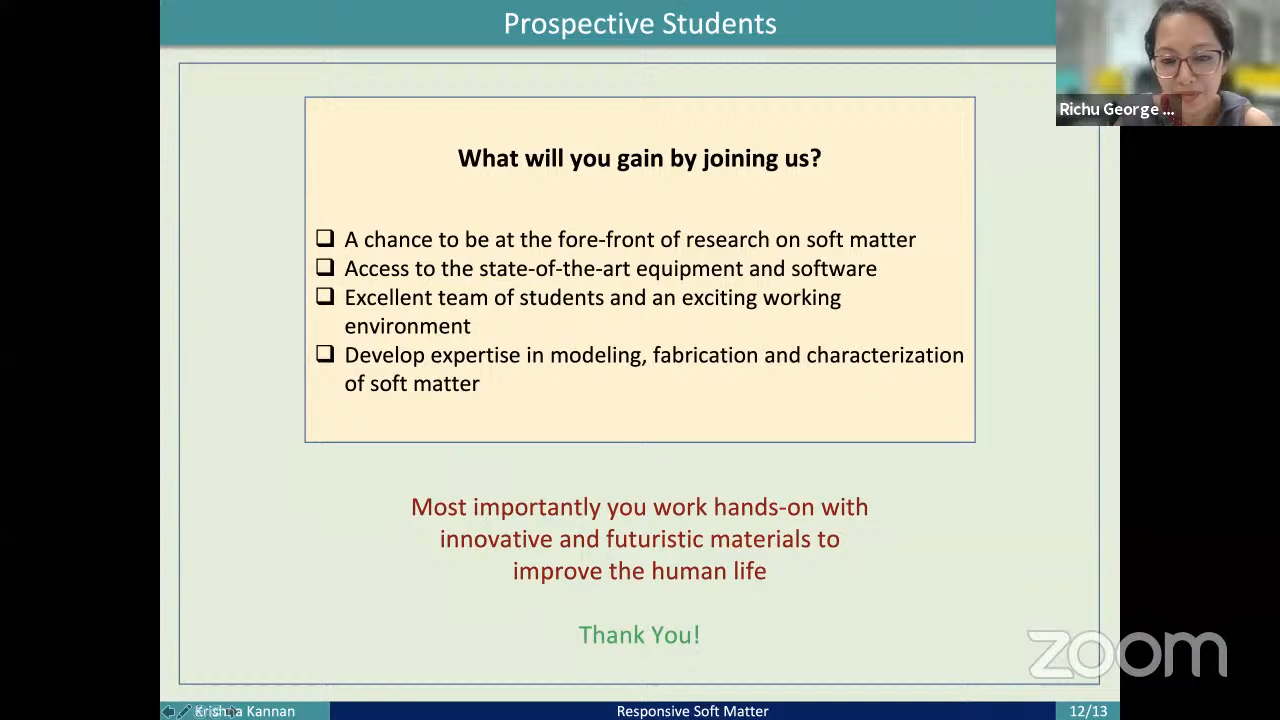 Prospective Students
Richu George ...
What will you gain by joining us?
A chance to be at the fore-front of research on soft matter
Access to the state-of-the-art equipment and software
Excellent team of students and an exciting working
environment
Develop expertise in modeling, fabrication and characterization
of soft matter
Most importantly you work hands-on with
innovative and futuristic materials to
improve the human life
Thank You!
zoom
Krishna Kannan
Responsive Soft Matter
12/13